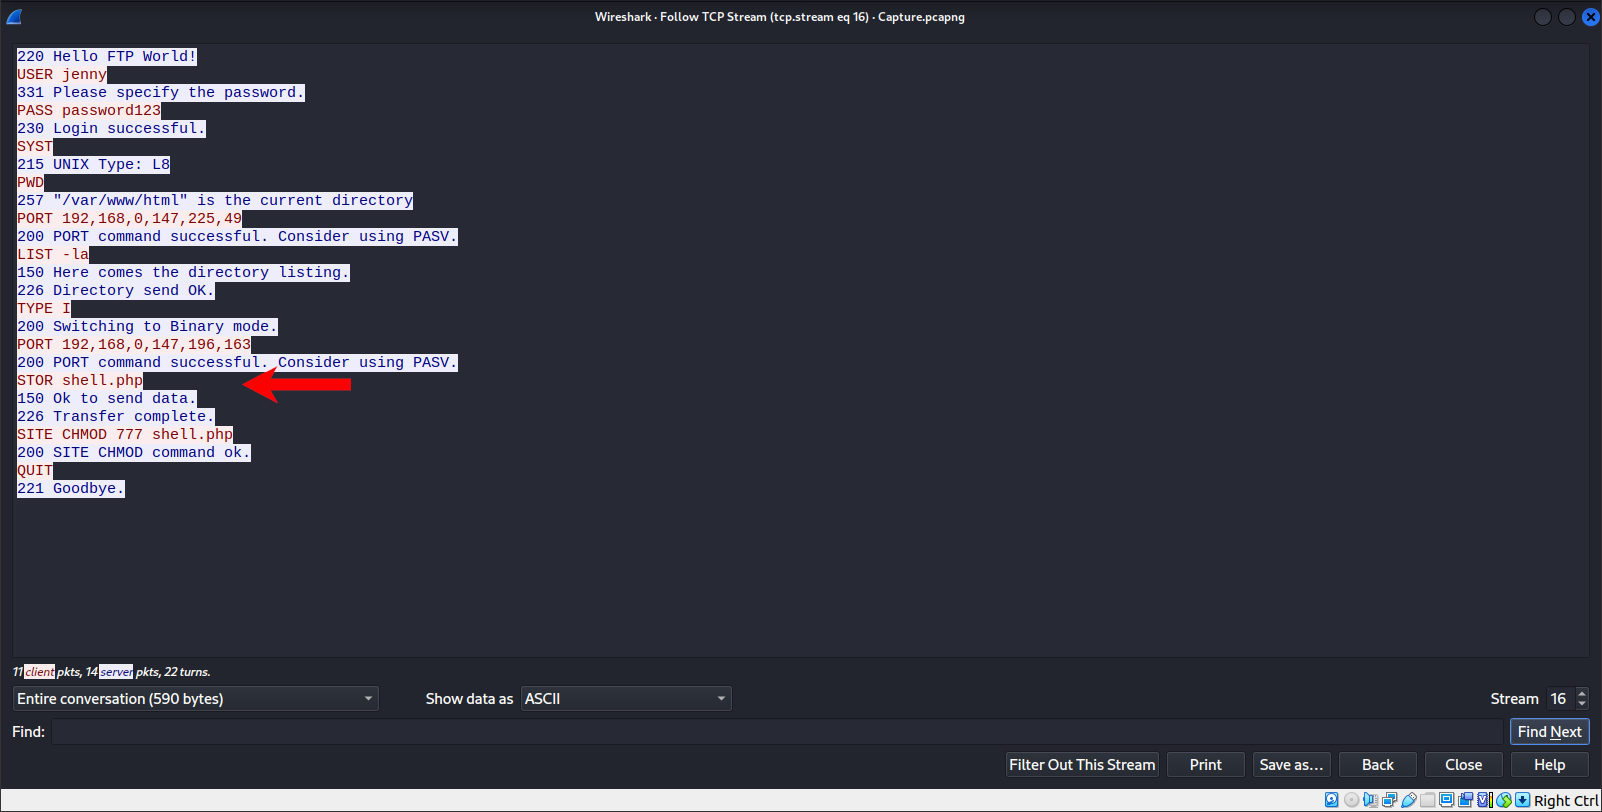 Wireshark · Follow TCP Stream (tcp.stream eq 16) · Capture.pcapng
220 Hello FTP World!
USER jenny
331 Please specify the password.
PASS password123
230 Login successful.
SYST
215 UNIX Type: L8
PWD
257 "/var/www/html" is the current directory
PORT 192,168,0,147,225,49
200 PORT command successful. Consider using PASV.
LIST -la
150 Here comes the directory listing.
226 Directory send OK.
TYPE I
200 Switching to Binary mode.
PORT 192,168,0,147,196,163
200 PORT command successful. Consider using PASV.
STOR shell.php
150 Ok to send data.
226 Transfer complete.
SITE CHMOD 777 shell.php
200 SITE CHMOD command ok.
QUIT
221 Goodbye.
11 client pkts, 14 server pkts, 22 turns.
Entire conversation (590 bytes) Show data as ASCII Stream 16
Find: Find Next
Filter Out This Stream Print Save as... Back Close Help
Right Ctrl